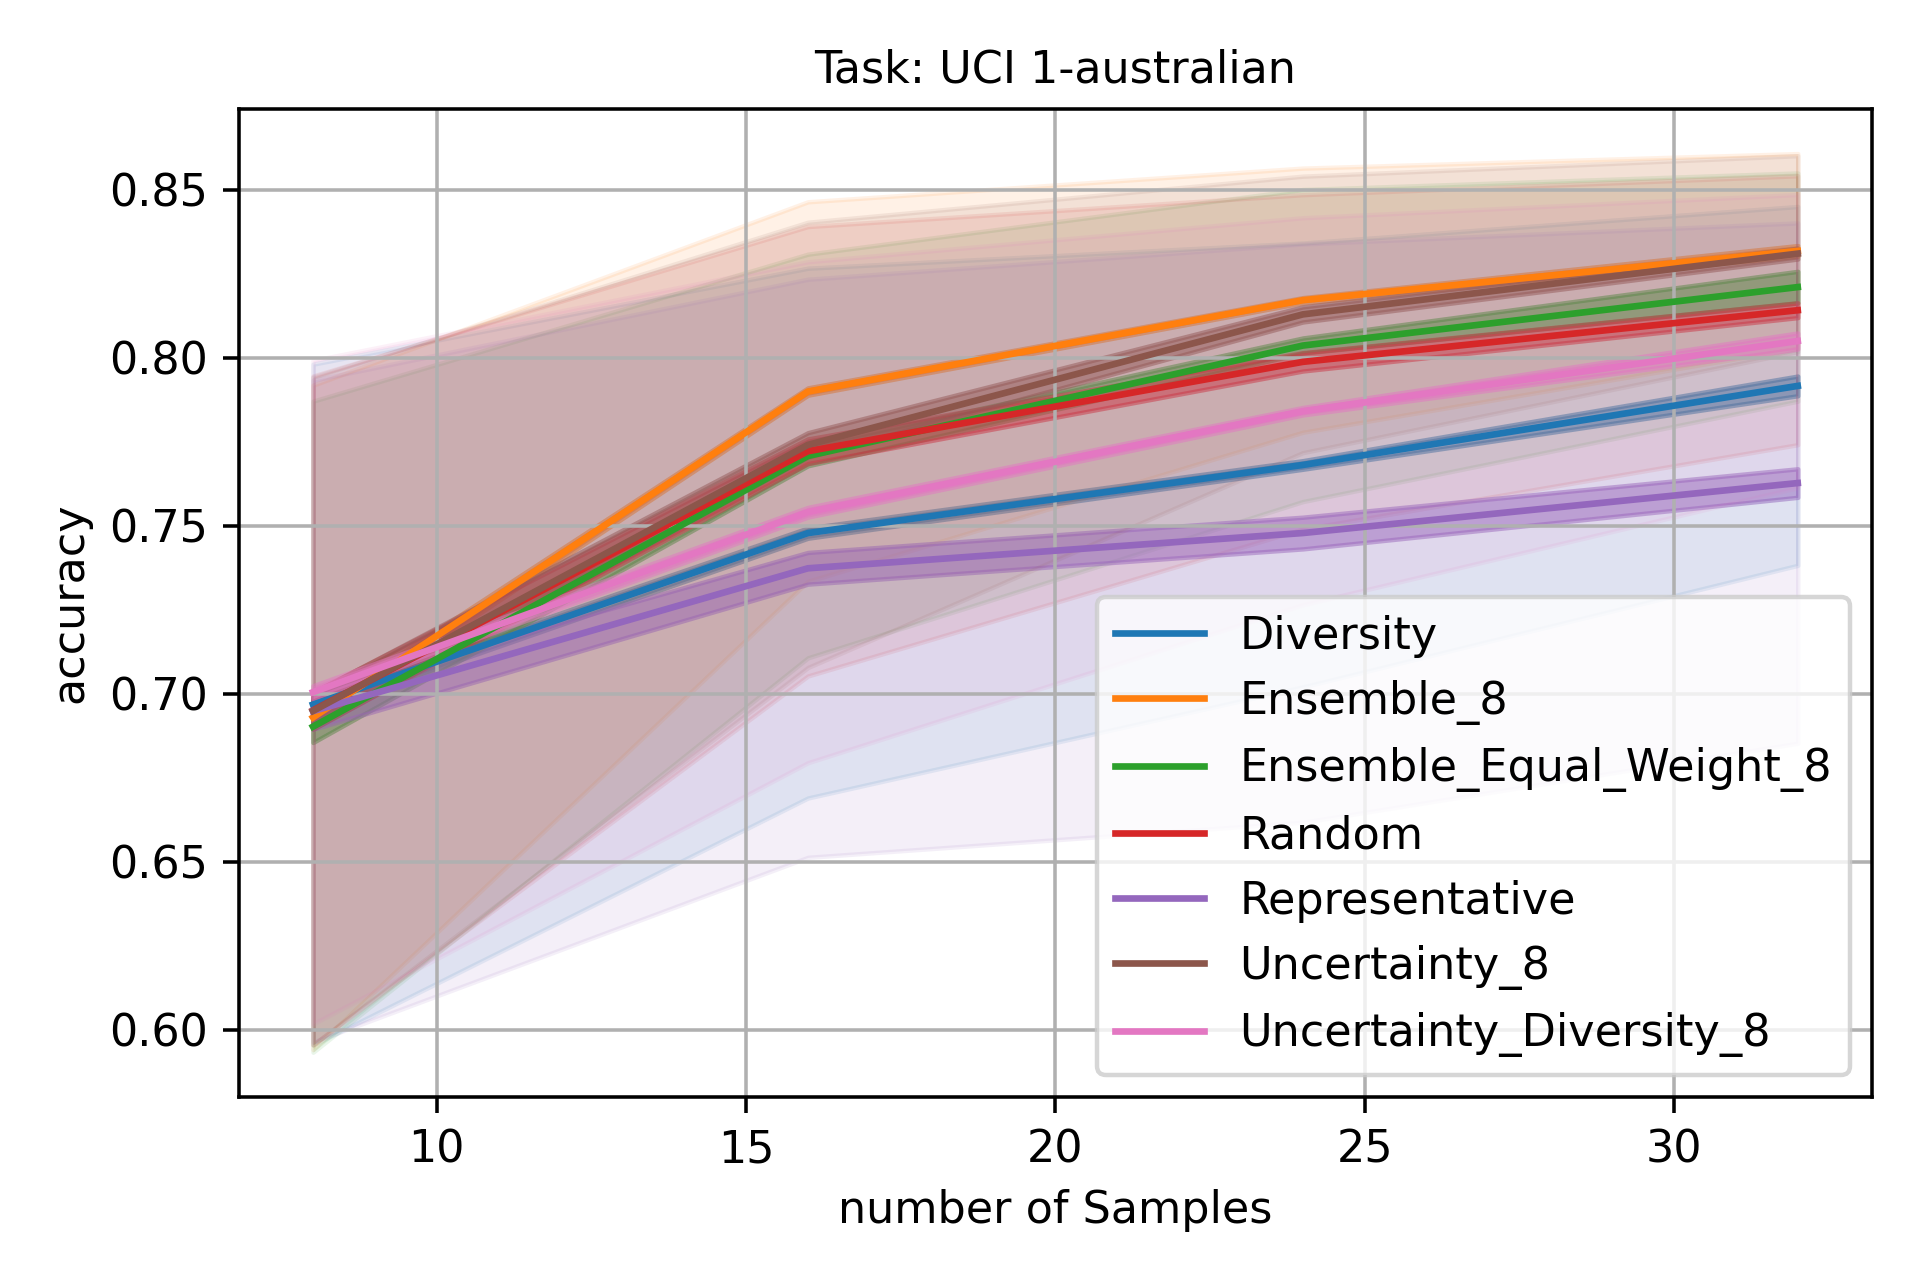 Task: UCI 1-australian
0.85
0.80
0.75
0.70
0.65
0.60
accuracy
10 15 20 25 30
number of Samples
Diversity
Ensemble_8
Ensemble_Equal_Weight_8
Random
Representative
Uncertainty_8
Uncertainty_Diversity_8